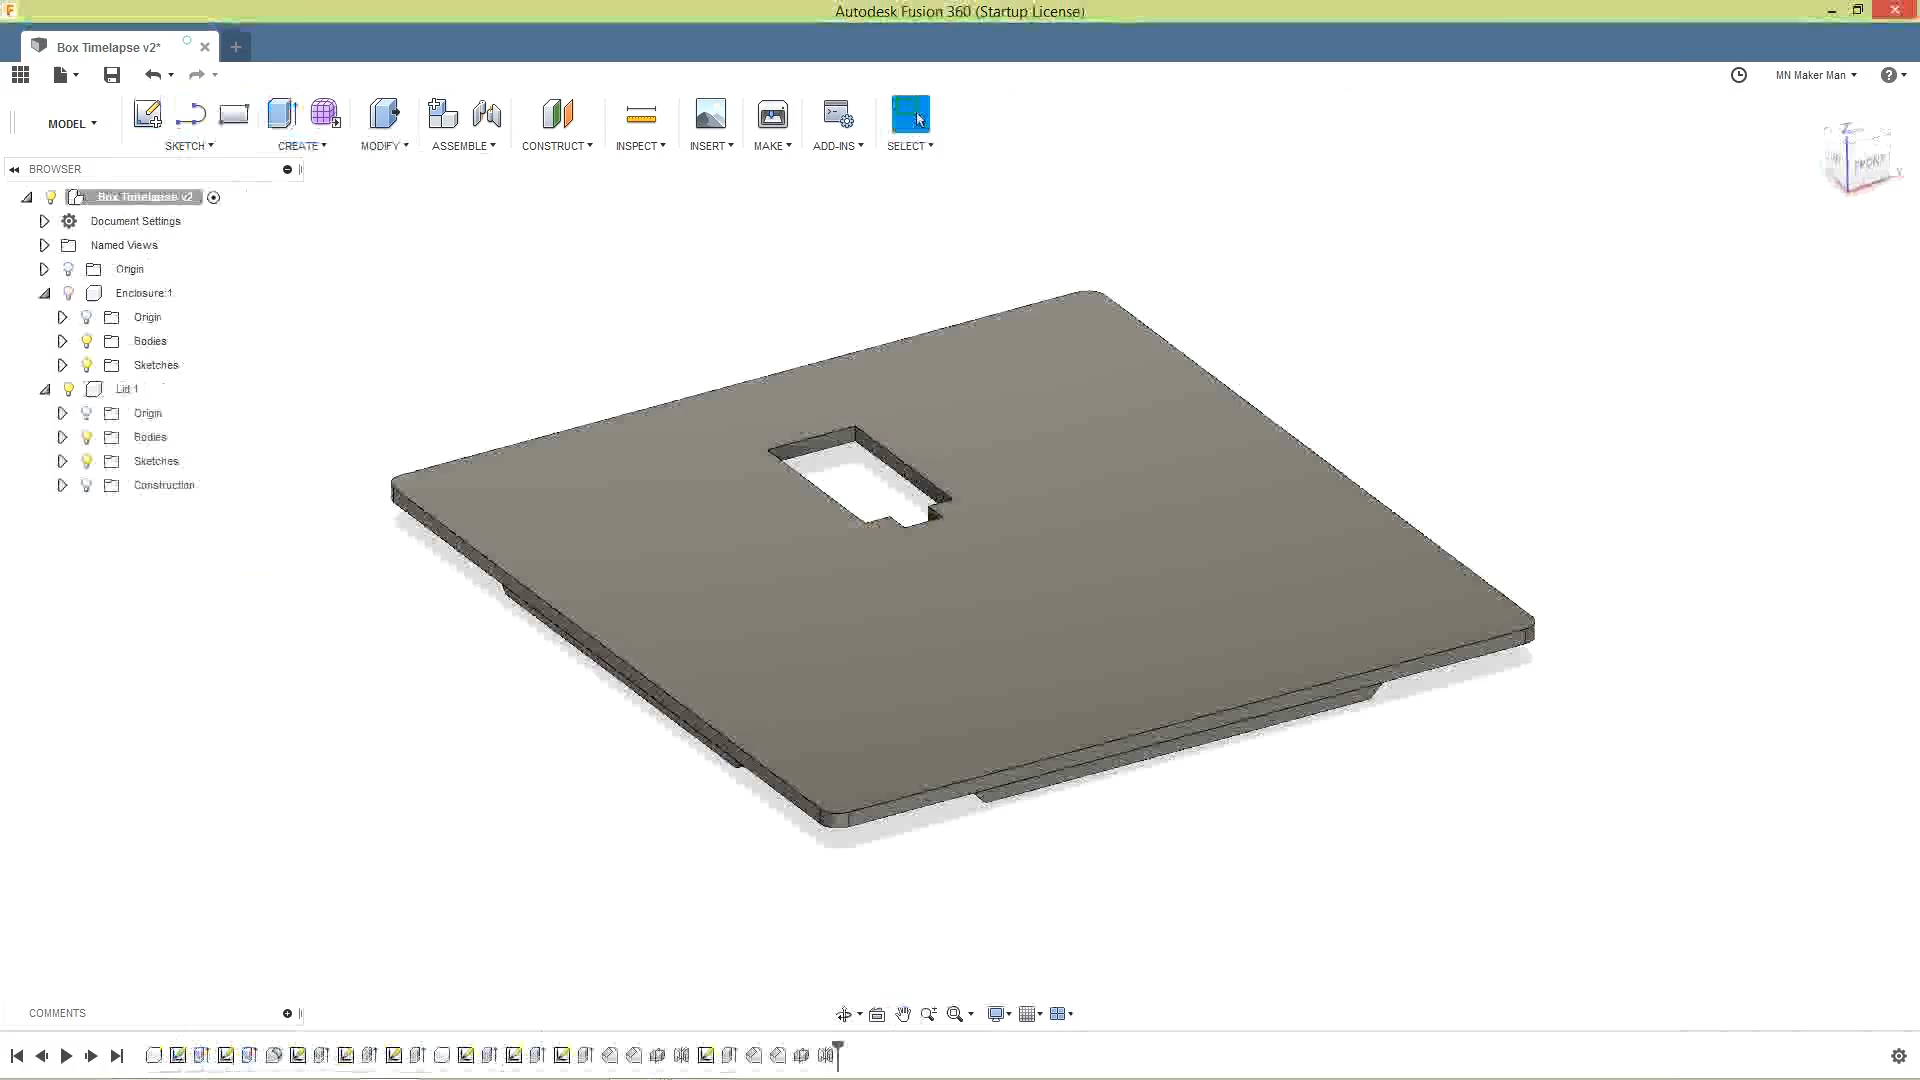 Autodesk Fusion 360 (Startup License)
Box Timelapse v2*
MN Maker Man
MODEL
SKETCH
CREATE
MODIFY
ASSEMBLE
CONSTRUCT
INSPECT
INSERT
MAKE
ADD-INS
SELECT
BROWSER
Box Timelapse v2
Document Settings
Named Views
Origin
Enclosure:1
Origin
Bodies
Sketches
Lid:1
Origin
Bodies
Sketches
Construction
FRONT
COMMENTS